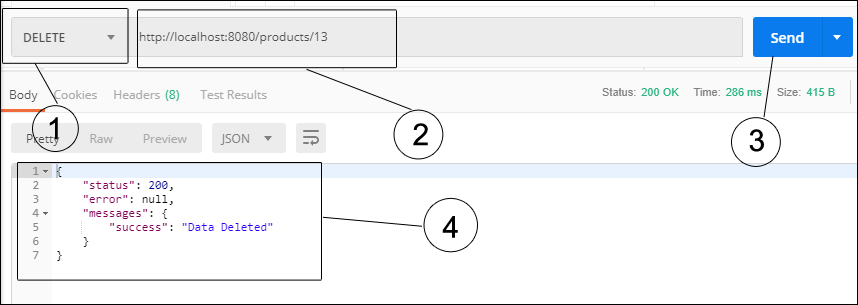 DELETE http://localhost:8080/products/13 Send
Body Cookies Headers (8) Test Results Status: 200 OK Time: 286 ms Size: 415 B
1 2 3
Pretty Raw Preview JSON
1 {
2 "status": 200,
3 "error": null,
4 "messages": {
5 "success": "Data Deleted"
6 }
7 }
4